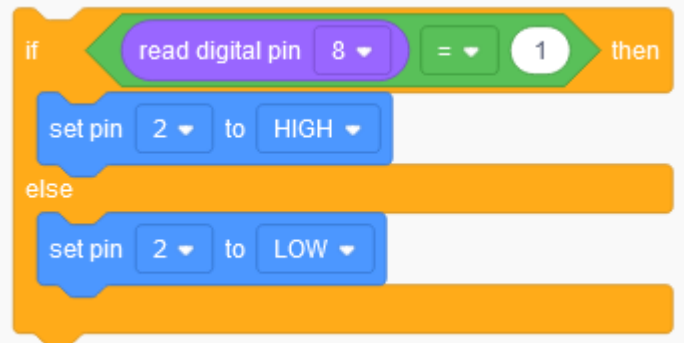 if read digital pin 8 = 1 then
set pin 2 to HIGH
else
set pin 2 to LOW